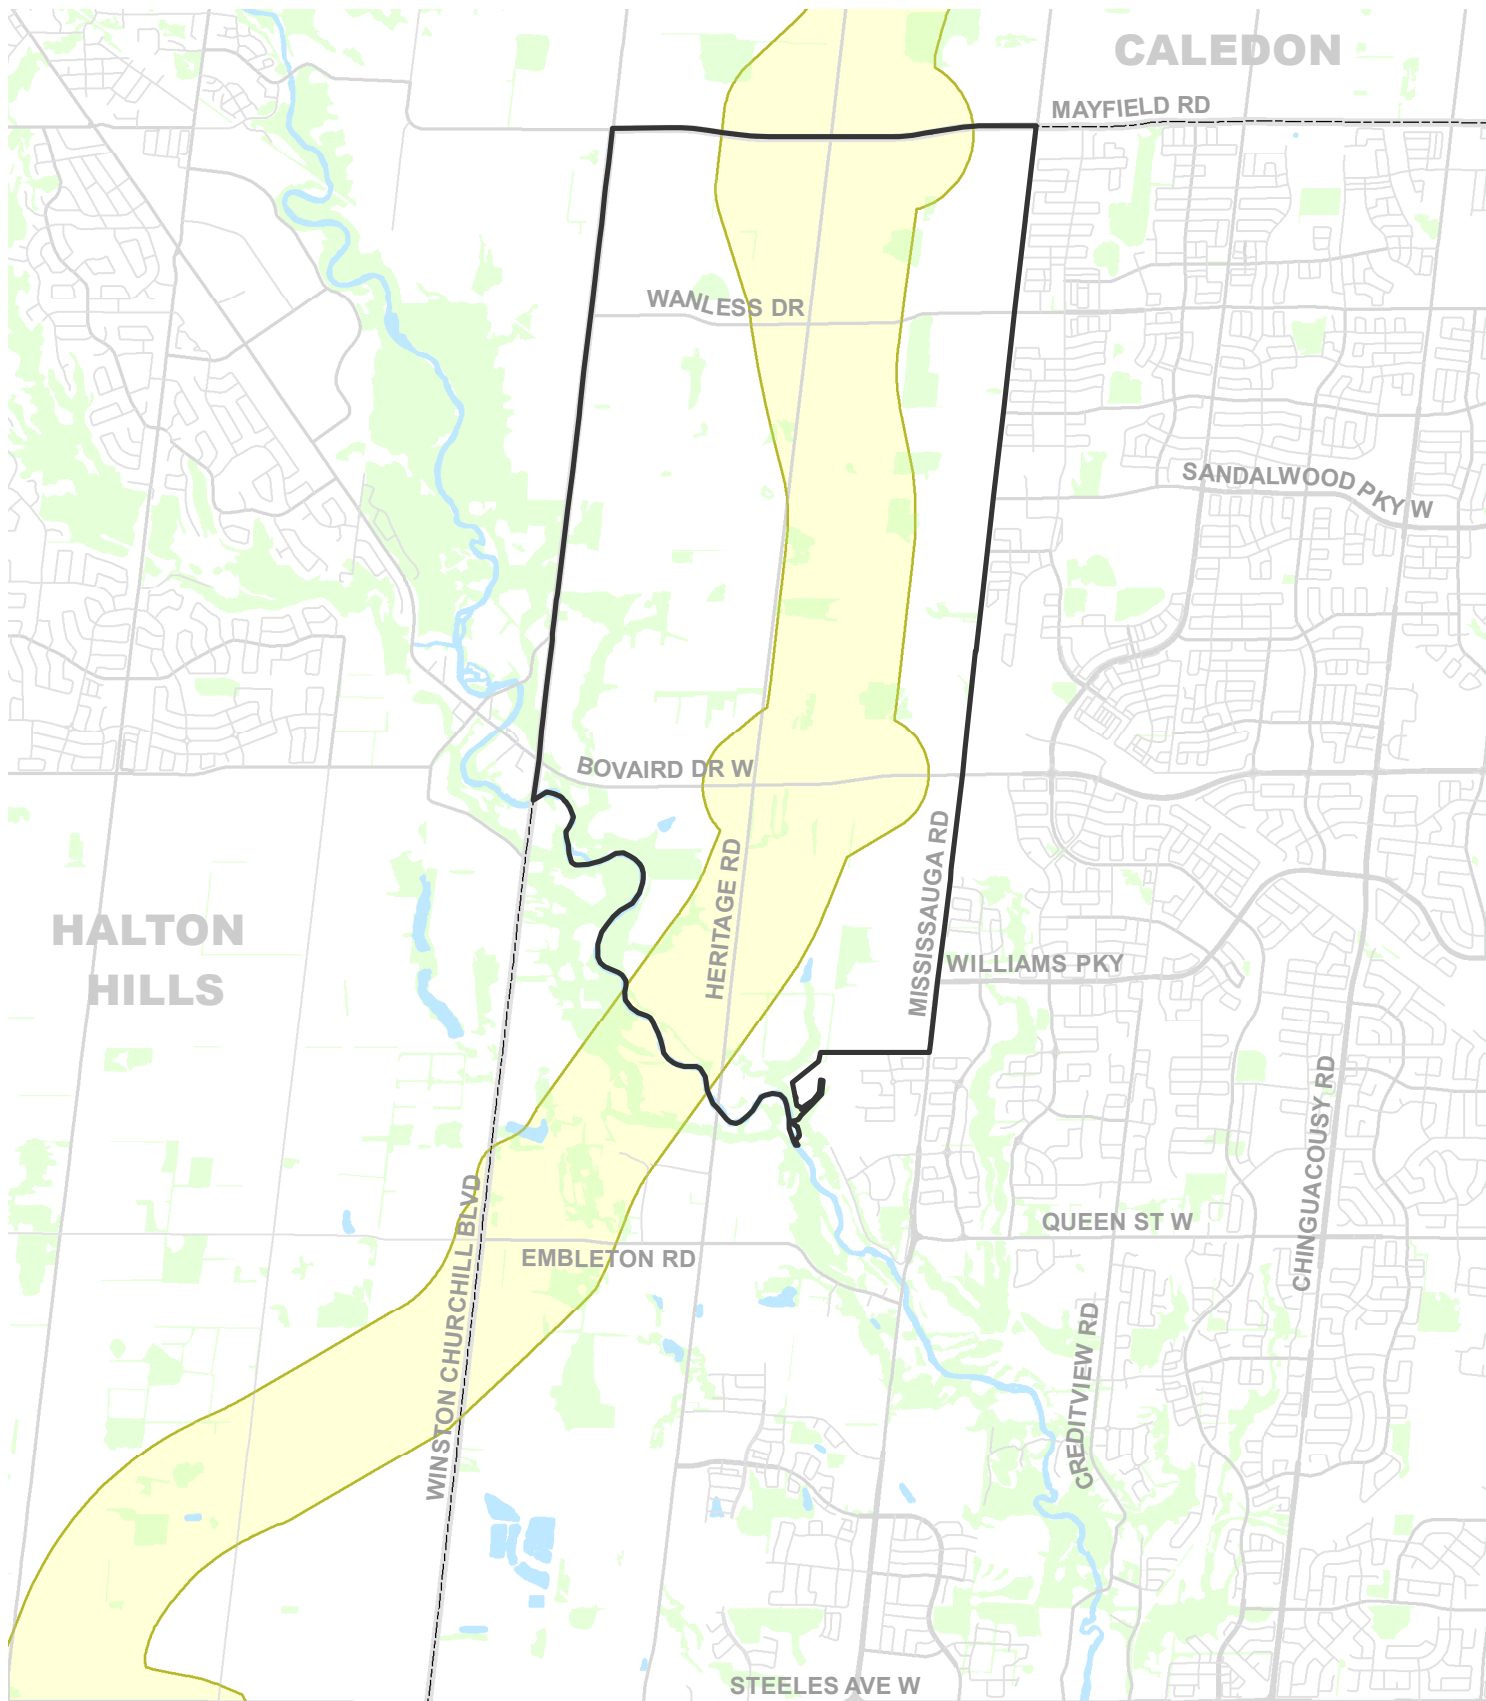 CALEDON
MAYFIELD RD
WANLESS DR
SANDALWOOD PKY W
BOVAIRD DR W
HERITAGE RD
MISSISSAUGA RD
HALTON
HILLS
WILLIAMS PKY
CHINGUACOUSY RD
WINSTON CHURCHILL BLVD
QUEEN ST W
EMBLETON RD
CREDITVIEW RD
STEELES AVE W